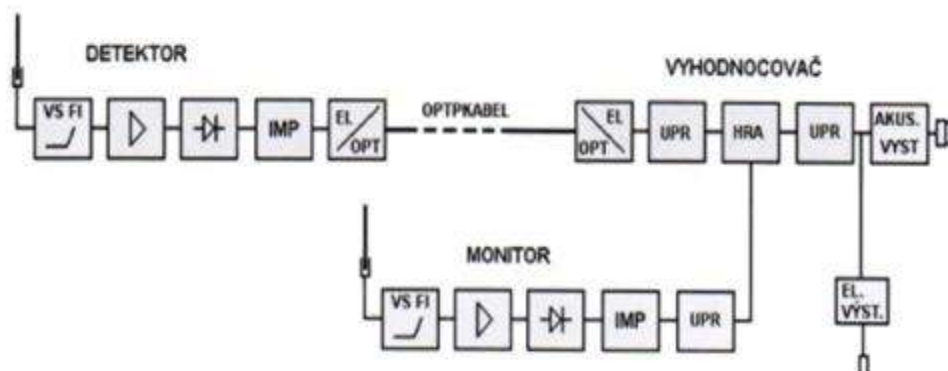 DETEKTOR
VYHODNOCOVAČ
VS FI
IMP
EL
OPT
OPTPKABEL
EL
OPT
UPR
HRA
UPR
AKUS.
VYST
MONITOR
VS FI
IMP
UPR
EL.
VÝST.